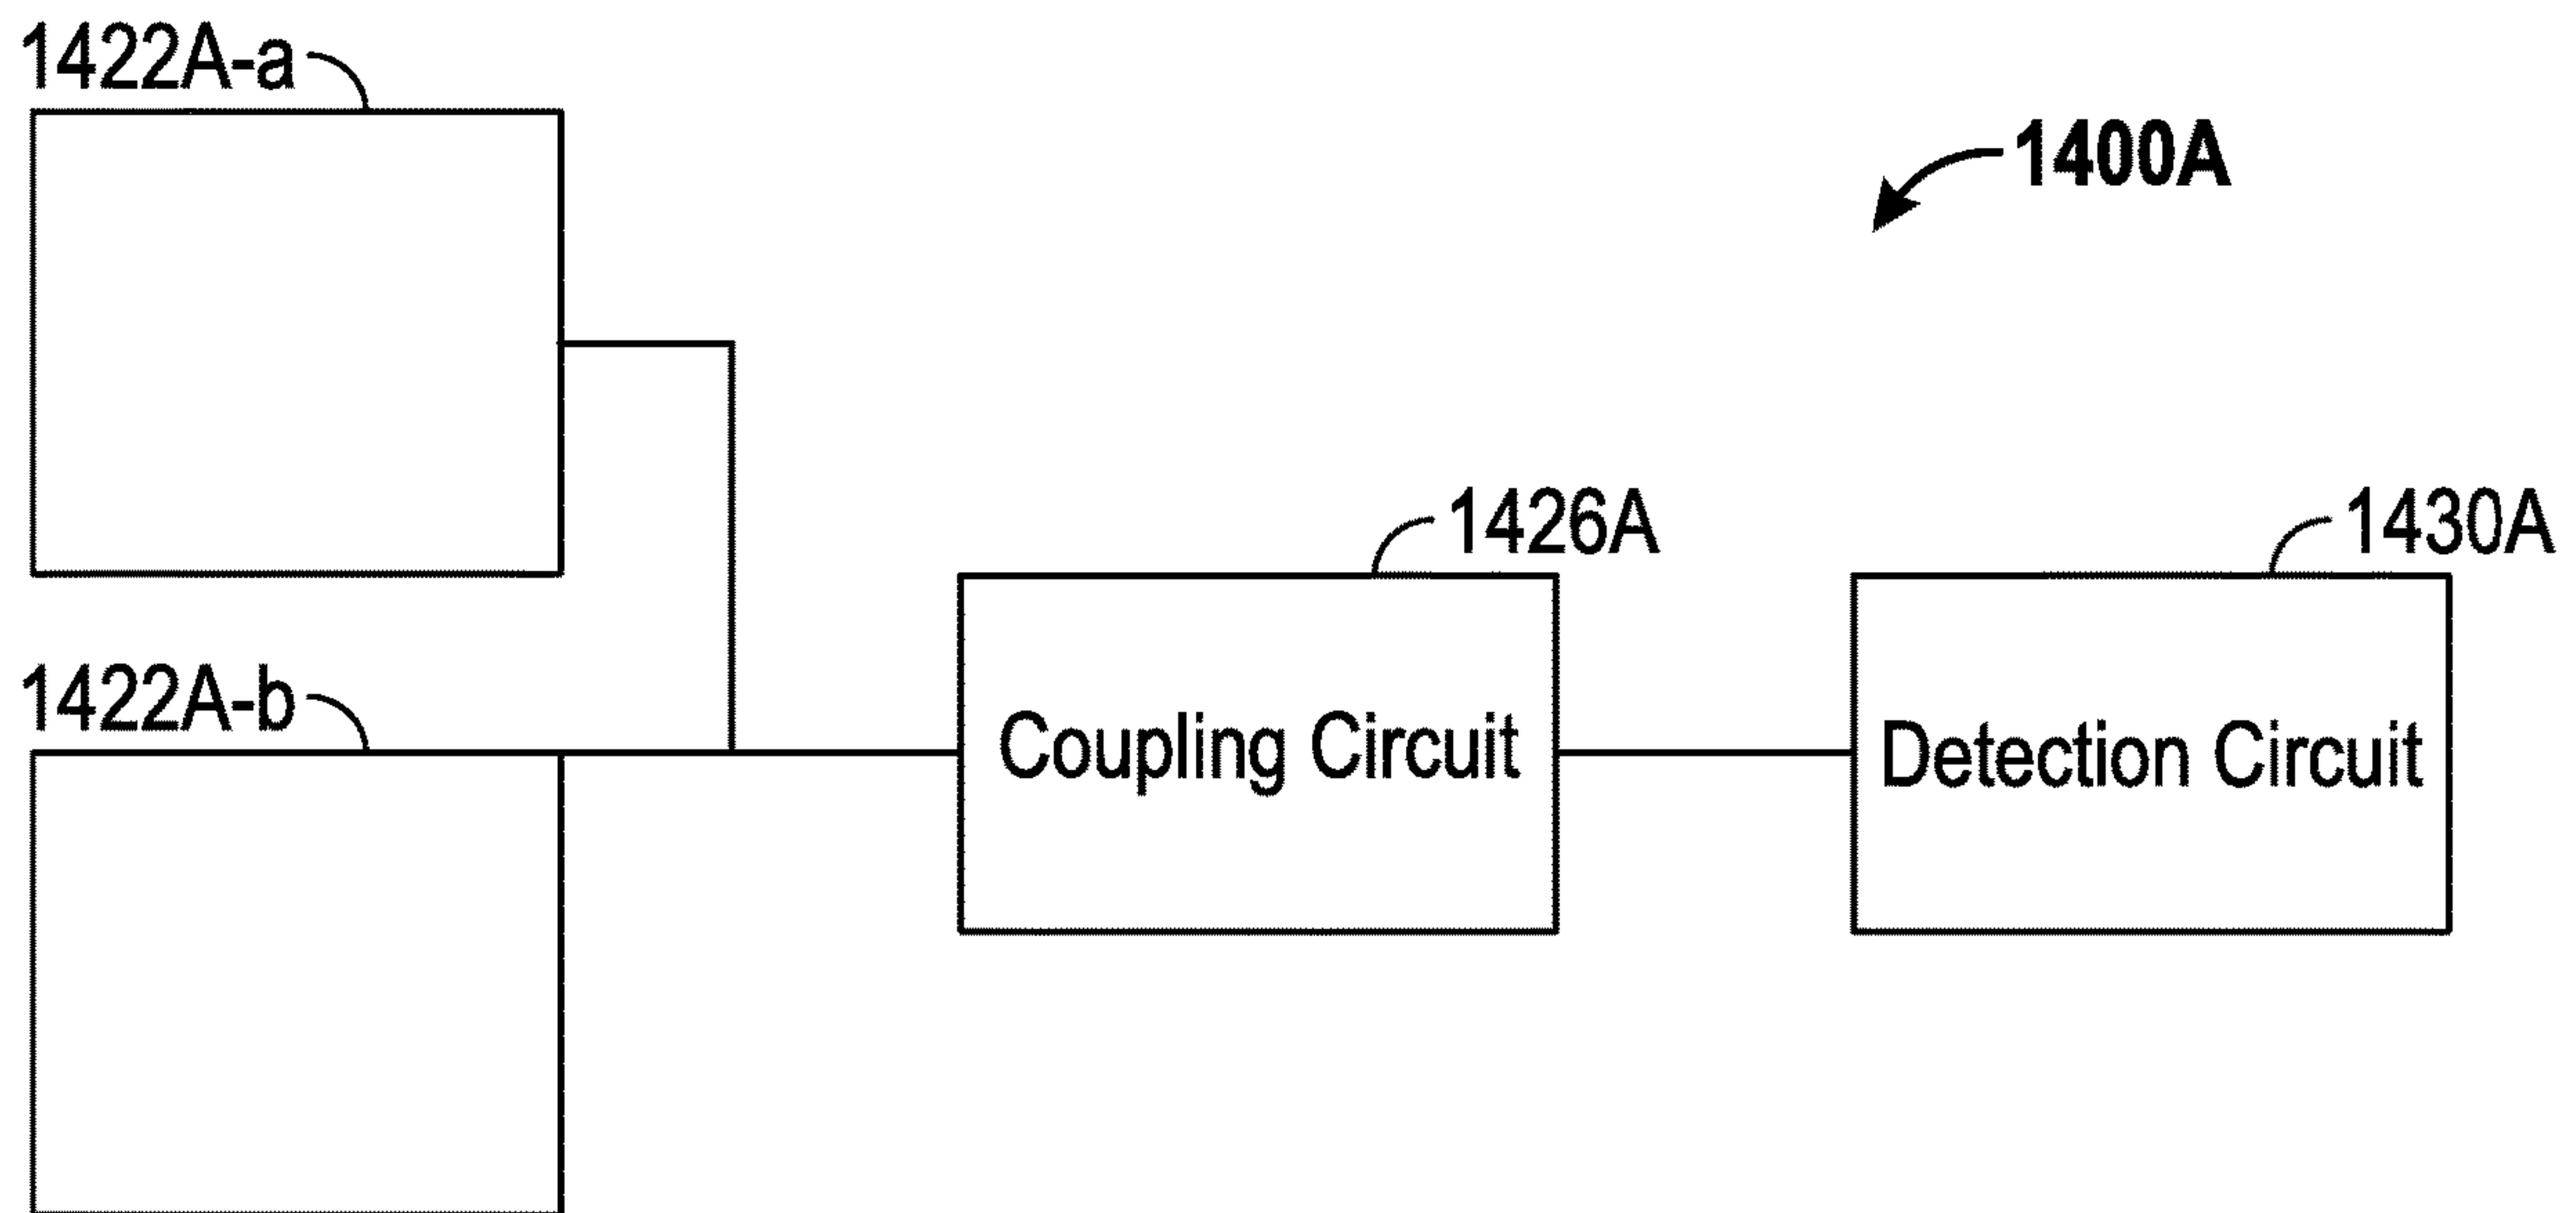 1422A-a
1400A
1426A
1430A
1422A-b
Coupling Circuit
Detection Circuit